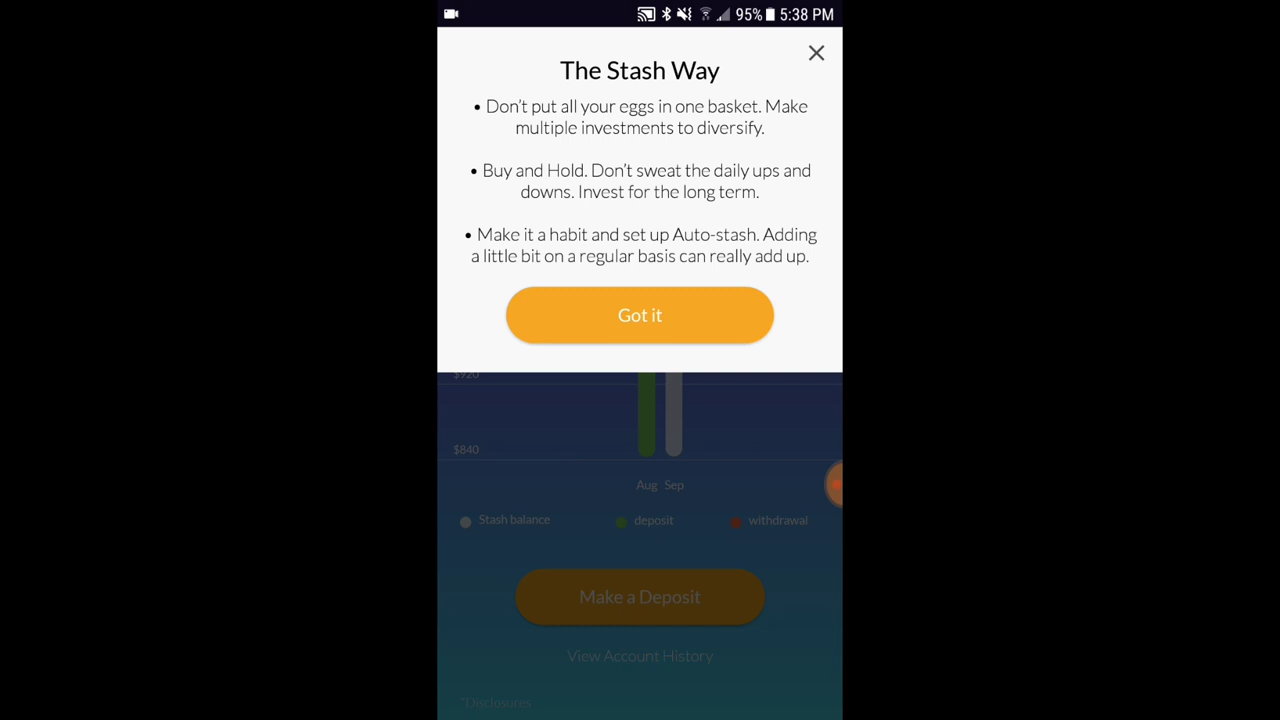 95% 5:38 PM
The Stash Way
• Don't put all your eggs in one basket. Make
multiple investments to diversify.
• Buy and Hold. Don't sweat the daily ups and
downs. Invest for the long term.
• Make it a habit and set up Auto-stash. Adding
a little bit on a regular basis can really add up.
Got it
$920
$840
Aug Sep
Stash balance deposit withdrawal
Make a Deposit
View Account History
*Disclosures